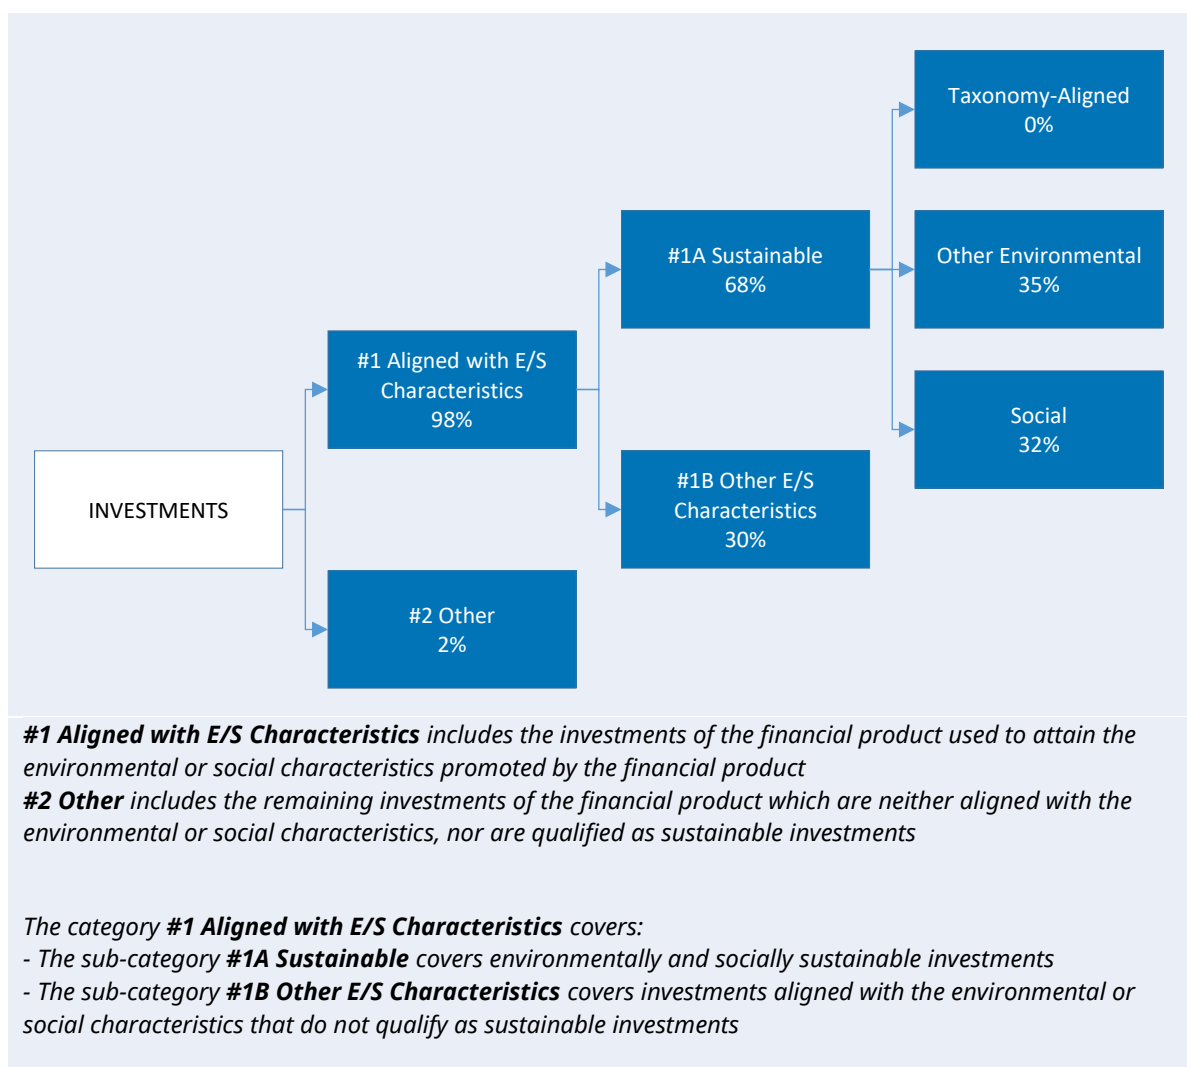 Taxonomy-Aligned
0%
#1A Sustainable
68%
Other Environmental
35%
#1 Aligned with E/S
Characteristics
98%
Social
32%
INVESTMENTS
#1B Other E/S
Characteristics
30%
#2 Other
2%
#1 Aligned with E/S Characteristics includes the investments of the financial product used to attain the
environmental or social characteristics promoted by the financial product
#2 Other includes the remaining investments of the financial product which are neither aligned with the
environmental or social characteristics, nor are qualified as sustainable investments
The category #1 Aligned with E/S Characteristics covers:
- The sub-category #1A Sustainable covers environmentally and socially sustainable investments
- The sub-category #1B Other E/S Characteristics covers investments aligned with the environmental or
social characteristics that do not qualify as sustainable investments